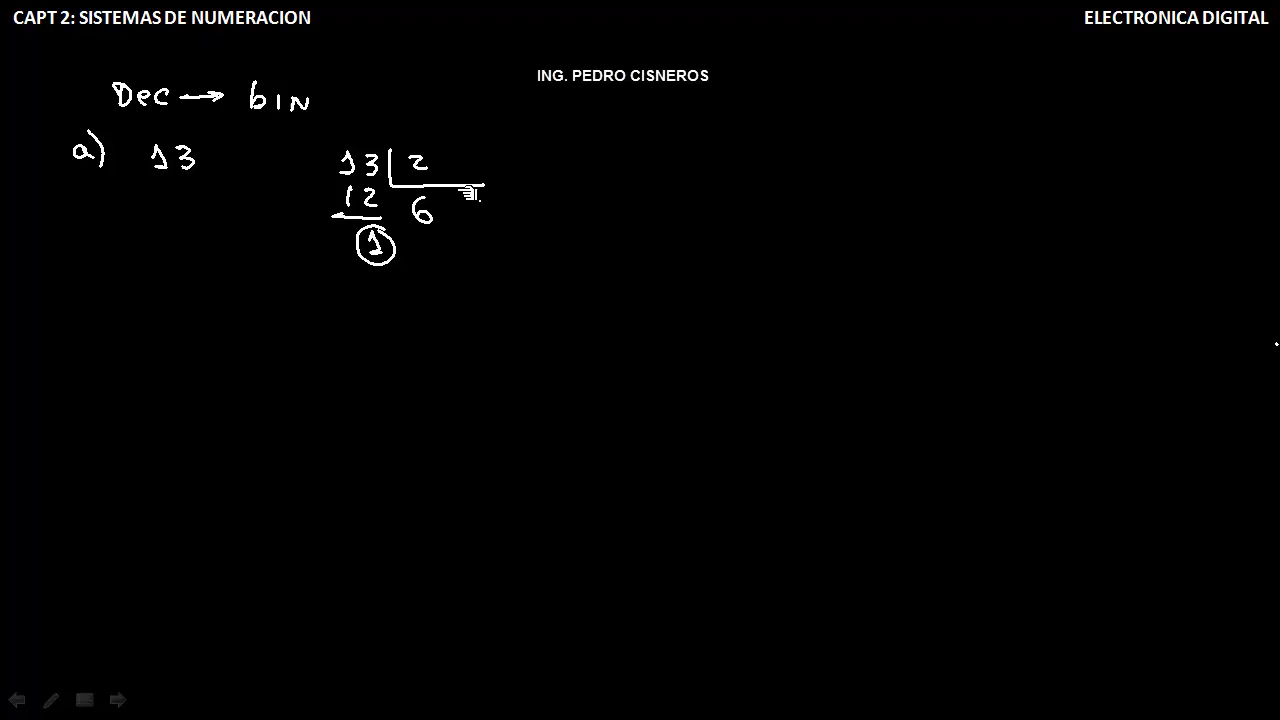 CAPT 2: SISTEMAS DE NUMERACION
ELECTRONICA DIGITAL
ING. PEDRO CISNEROS
Dec → bIN
a) 13
13 2
12 6
1